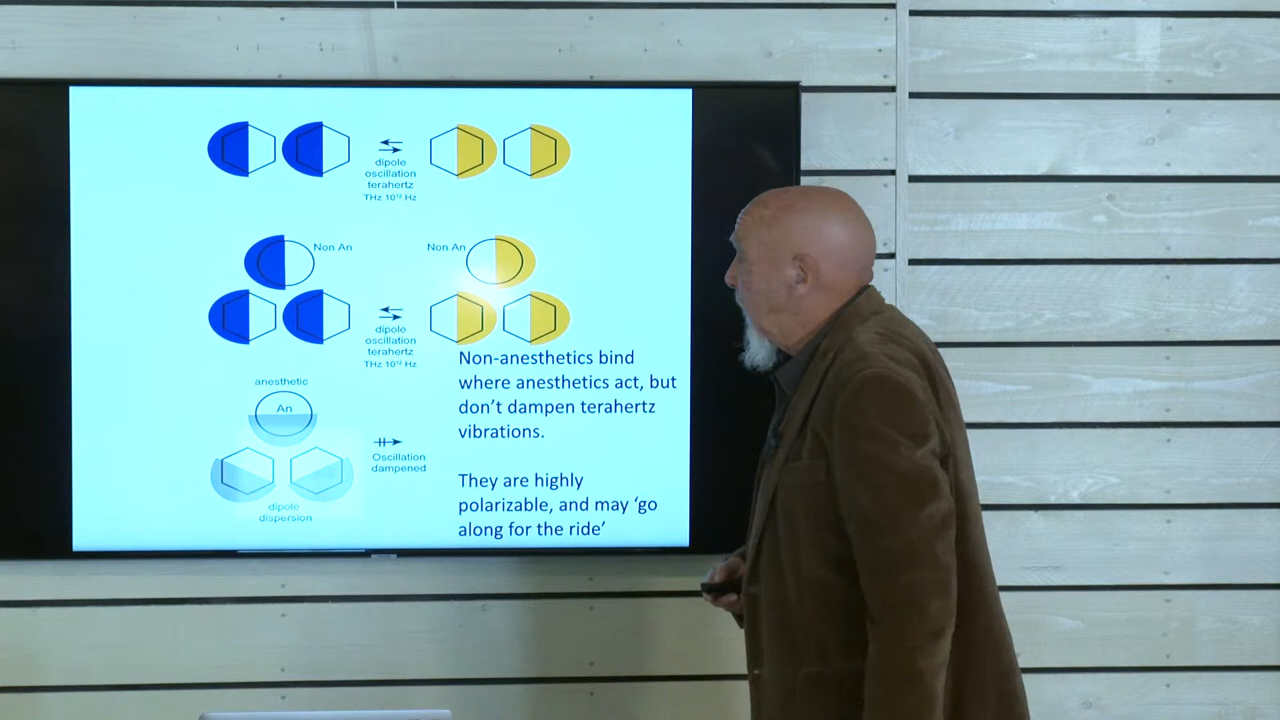 dipole
oscillation
terahertz
THz 10¹² Hz
Non An
Non An
dipole
oscillation
terahertz
THz 10¹² Hz
Non-anesthetics bind
where anesthetics act, but
don't dampen terahertz
vibrations.
anesthetic
An
Oscillation
dampened
dipole
dispersion
They are highly
polarizable, and may ‘go
along for the ride’